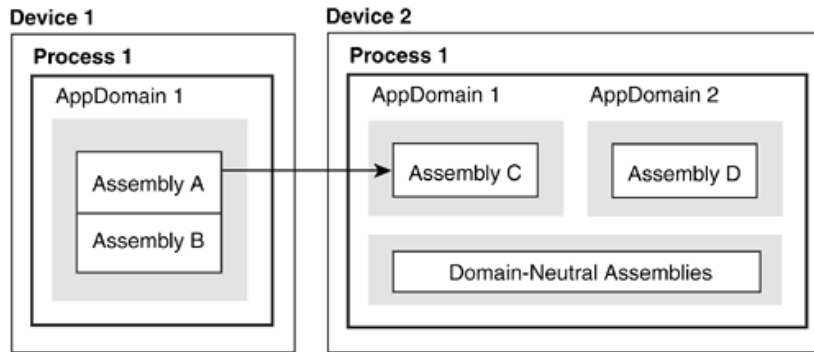 Device 1
Process 1
AppDomain 1
Assembly A
Assembly B
Device 2
Process 1
AppDomain 1
AppDomain 2
Assembly C
Assembly D
Domain-Neutral Assemblies